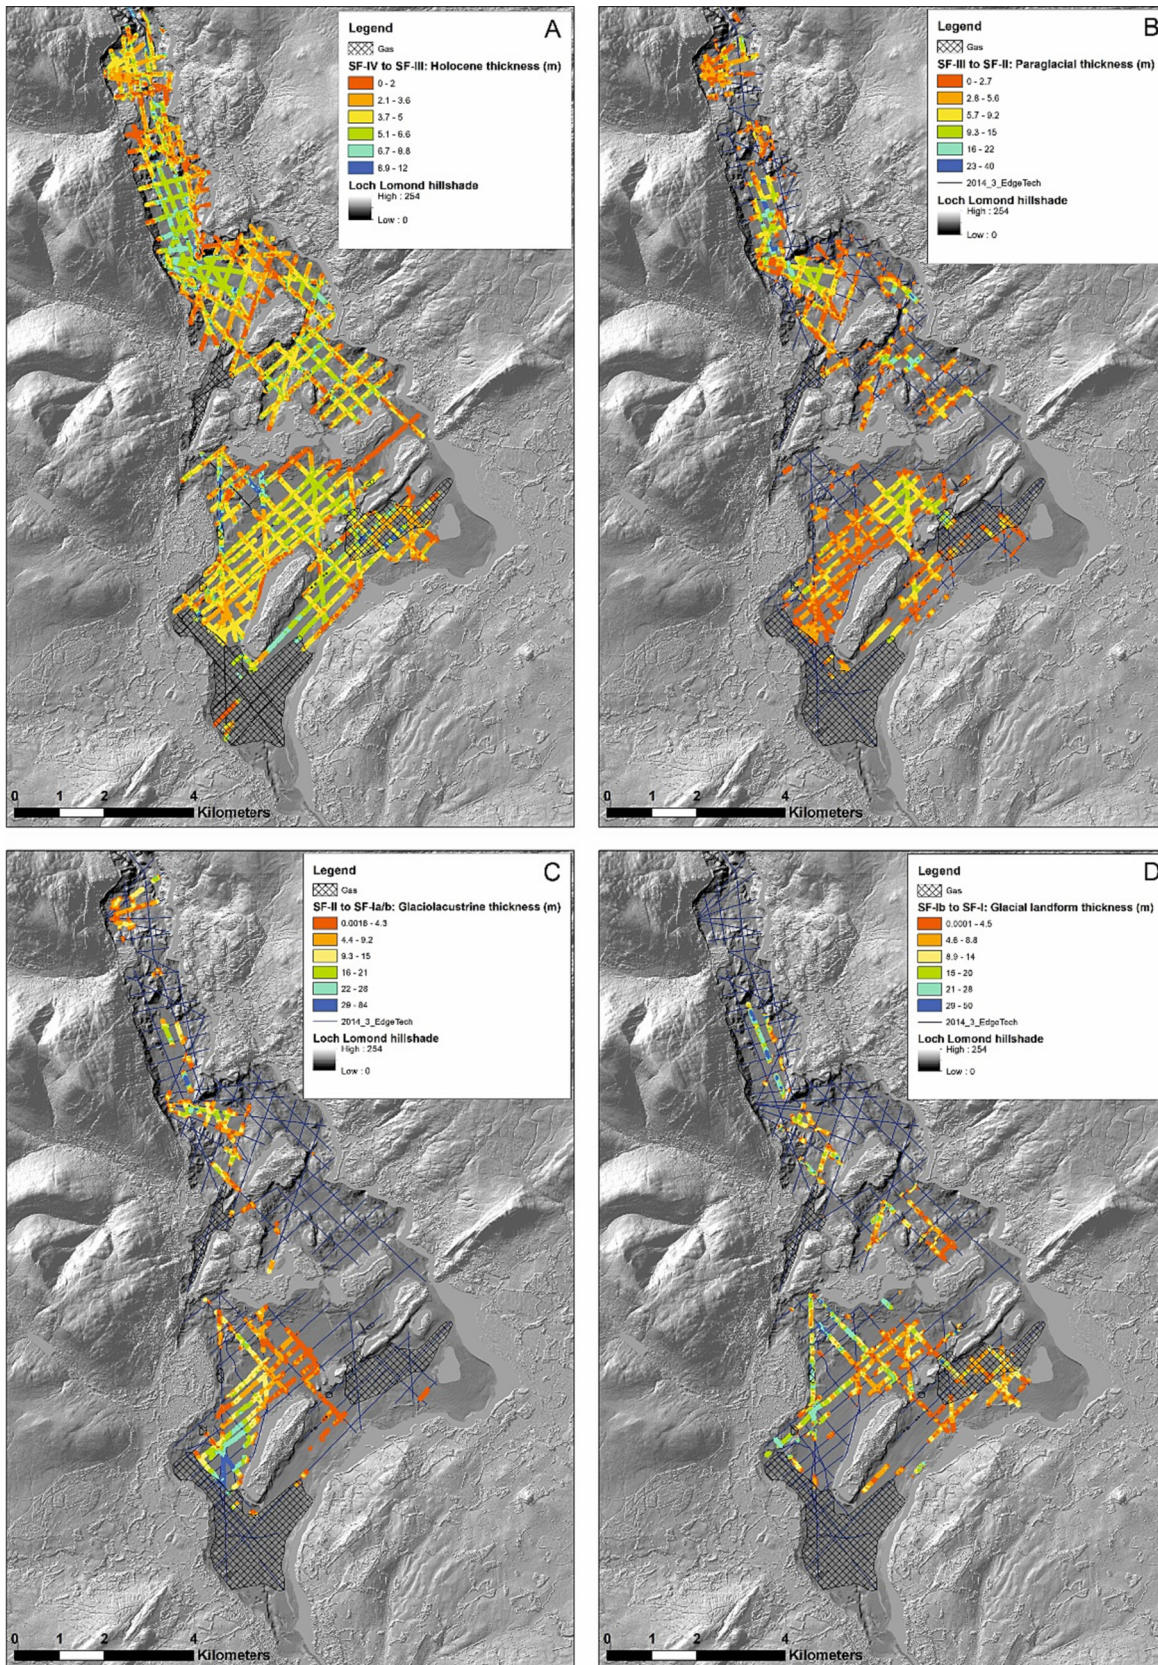 A
Legend
Gas
SF-IV to SF-III: Holocene thickness (m)
0 - 2
2.1 - 3.6
3.7 - 5
5.1 - 6.6
6.7 - 8.8
8.9 - 12
Loch Lomond hillshade
High : 254
Low : 0
0 1 2 4
Kilometers
B
Legend
Gas
SF-III to SF-II: Paraglacial thickness (m)
0 - 2.7
2.8 - 5.6
5.7 - 9.2
9.3 - 15
16 - 22
23 - 40
2014_3_EdgeTech
Loch Lomond hillshade
High : 254
Low : 0
0 1 2 4
Kilometers
C
Legend
Gas
SF-II to SF-Ia/b: Glaciolacustrine thickness (m)
0.0018 - 4.3
4.4 - 9.2
9.3 - 15
16 - 21
22 - 28
29 - 84
2014_3_EdgeTech
Loch Lomond hillshade
High : 254
Low : 0
0 1 2 4
Kilometers
D
Legend
Gas
SF-Ib to SF-I: Glacial landform thickness (m)
0.0001 - 4.5
4.6 - 8.8
8.9 - 14
15 - 20
21 - 28
29 - 50
2014_3_EdgeTech
Loch Lomond hillshade
High : 254
Low : 0
0 1 2 4
Kilometers